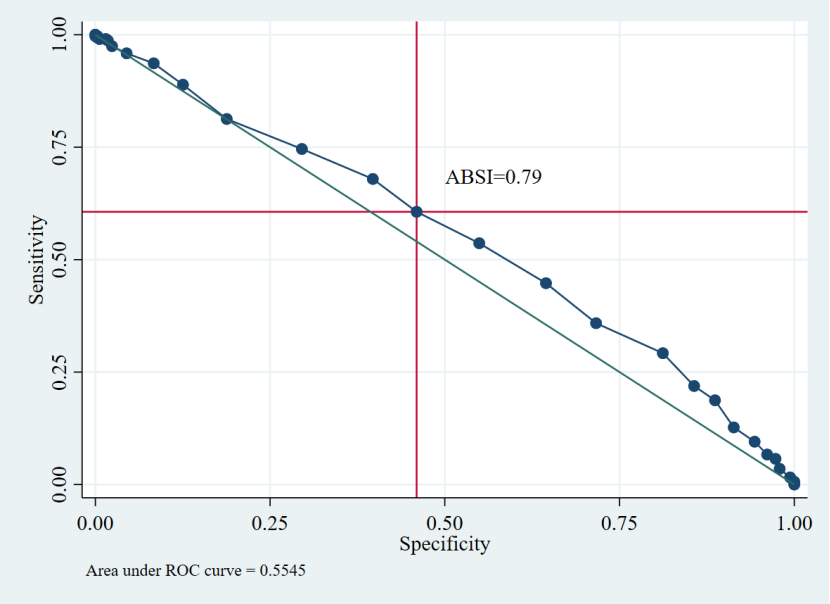 1.00
0.75
0.50
0.25
0.00
Sensitivity
ABSI=0.79
0.00 0.25 0.50 0.75 1.00
Specificity
Area under ROC curve = 0.5545